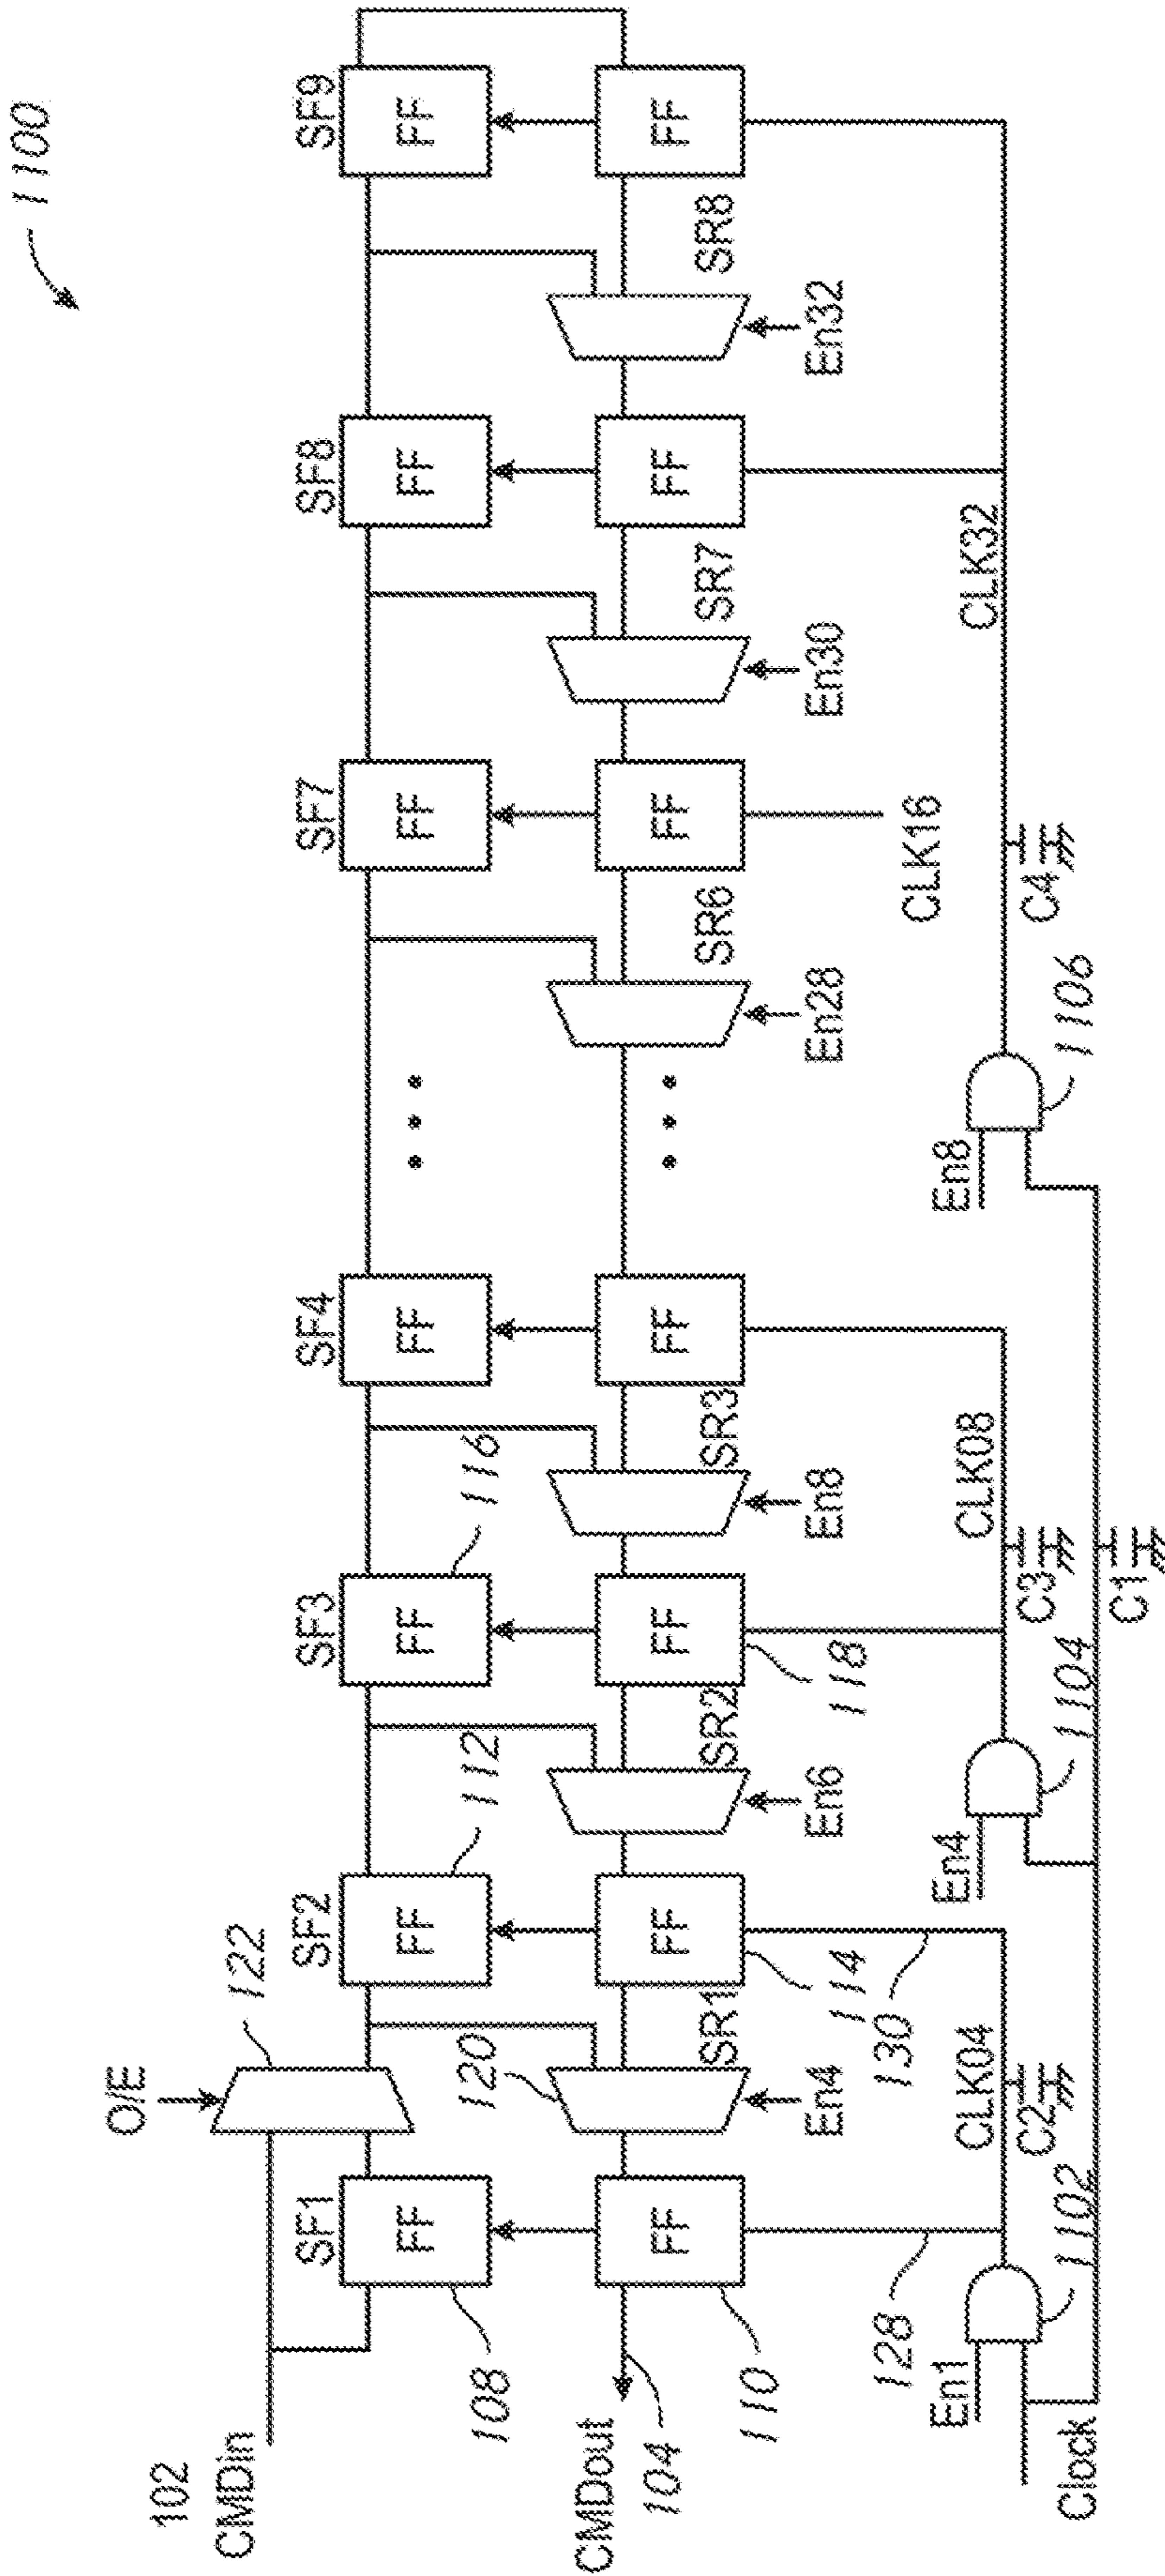 1100
102
CMDin
O/E
122
SF1
SF2
SF3
SF4
SF7
SF8
SF9
FF
FF
FF
FF
FF
FF
FF
108
112
116
CMDout
104
FF
FF
FF
FF
FF
FF
FF
120
110
SR1
114
SR2
118
SR3
SR6
SR7
SR8
En4
En6
En8
En28
En30
En32
128
130
CLK16
En1
CLK04
En4
CLK08
En8
CLK32
1102
C2
1104
C3
1106
C4
Clock
C1